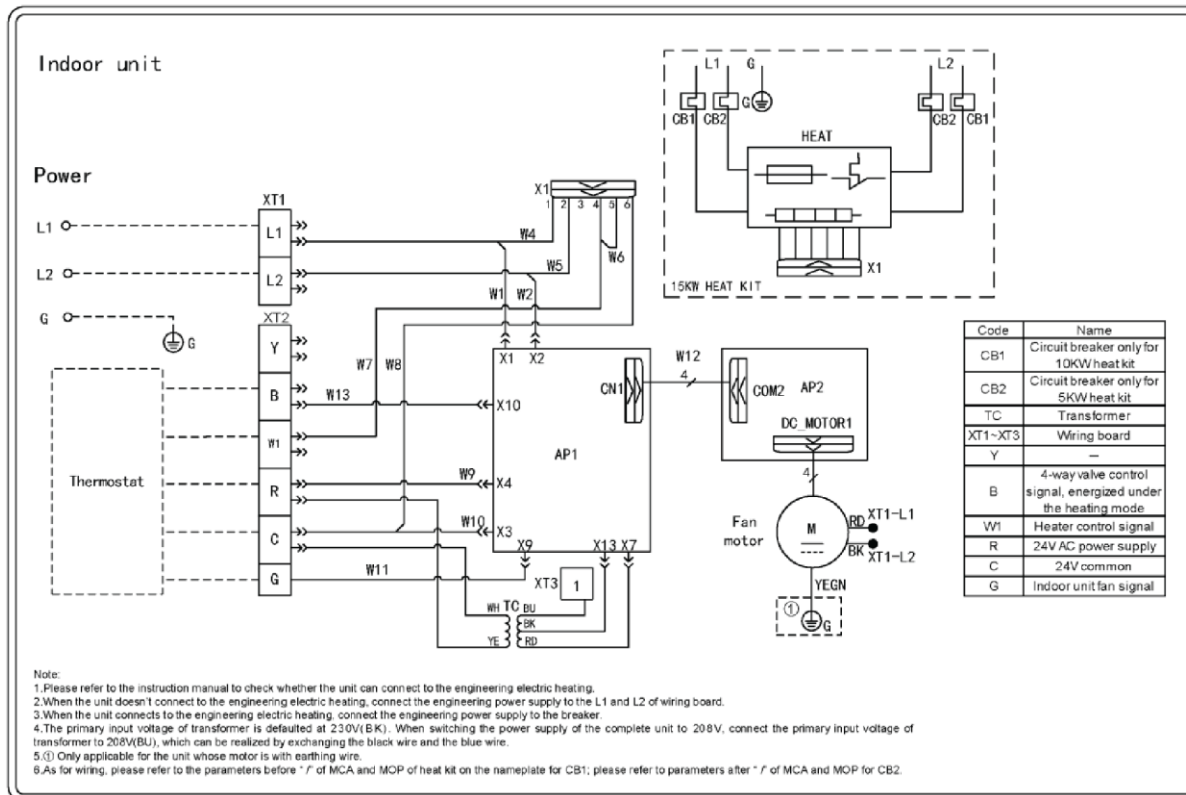 Indoor unit
Power
L1
L2
G
G
XT1
L1
L2
XT2
Y
B
W1
R
C
G
Thermostat
X1
1 2 3 4 5 6
W4
W5
W6
W1
W2
W7
W8
W13
W9
W10
W11
X1
X2
X10
X4
X3
X9
X13
X7
AP1
CN1
W12
4
COM2
AP2
DC_MOTOR1
4
Fan motor
M
RD
XT1-L1
BK
XT1-L2
YEGN
①
G
XT3
1
WH
TC
BU
BK
YE
RD
L1
G
L2
CB1
CB2
G
CB2
CB1
HEAT
X1
15KW HEAT KIT
Code Name
CB1 Circuit breaker only for 10KW heat kit
CB2 Circuit breaker only for 5KW heat kit
TC Transformer
XT1~XT3 Wiring board
Y —
B 4-way valve control signal, energized under the heating mode
W1 Heater control signal
R 24V AC power supply
C 24V common
G Indoor unit fan signal
Note:
1.Please refer to the instruction manual to check whether the unit can connect to the engineering electric heating.
2.When the unit doesn't connect to the engineering electric heating, connect the engineering power supply to the L1 and L2 of wiring board.
3.When the unit connects to the engineering electric heating, connect the engineering power supply to the breaker.
4.The primary input voltage of transformer is defaulted at 230V(BK). When switching the power supply of the complete unit to 208V, connect the primary input voltage of
transformer to 208V(BU), which can be realized by exchanging the black wire and the blue wire.
5.① Only applicable for the unit whose motor is with earthing wire.
6.As for wiring, please refer to the parameters before "/" of MCA and MOP of heat kit on the nameplate for CB1; please refer to parameters after "/" of MCA and MOP for CB2.